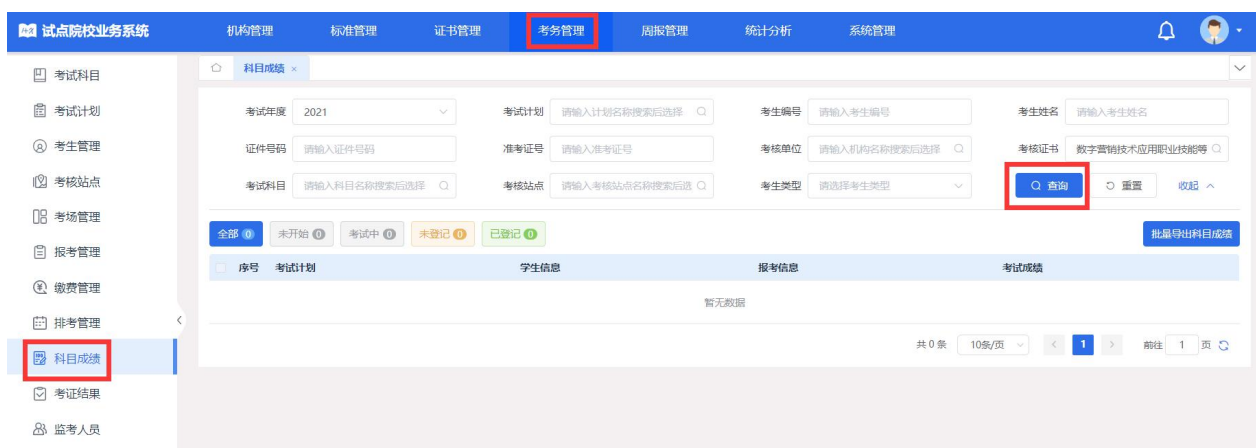 试点院校业务系统 机构管理 标准管理 证书管理 考务管理 周报管理 统计分析 系统管理
考试科目
考试计划
考生管理
考核站点
考场管理
报考管理
缴费管理
排考管理
科目成绩
考证结果
监考人员
科目成绩 ×
考试年度 2021 考试计划 请输入计划名称搜索后选择 考生编号 请输入考生编号 考生姓名 请输入考生姓名
证件号码 请输入证件号码 准考证号 请输入准考证号 考核单位 请输入机构名称搜索后选择 考核证书 数字营销技术应用职业技能等
考试科目 请输入科目名称搜索后选择 考核站点 请输入考核站点名称搜索后选 考生类型 请选择考生类型 查询 重置 收起
全部 0 未开始 0 考试中 0 未登记 0 已登记 0 批量导出科目成绩
序号 考试计划 学生信息 报考信息 考试成绩
暂无数据
共 0 条 10条/页 < 1 > 前往 1 页